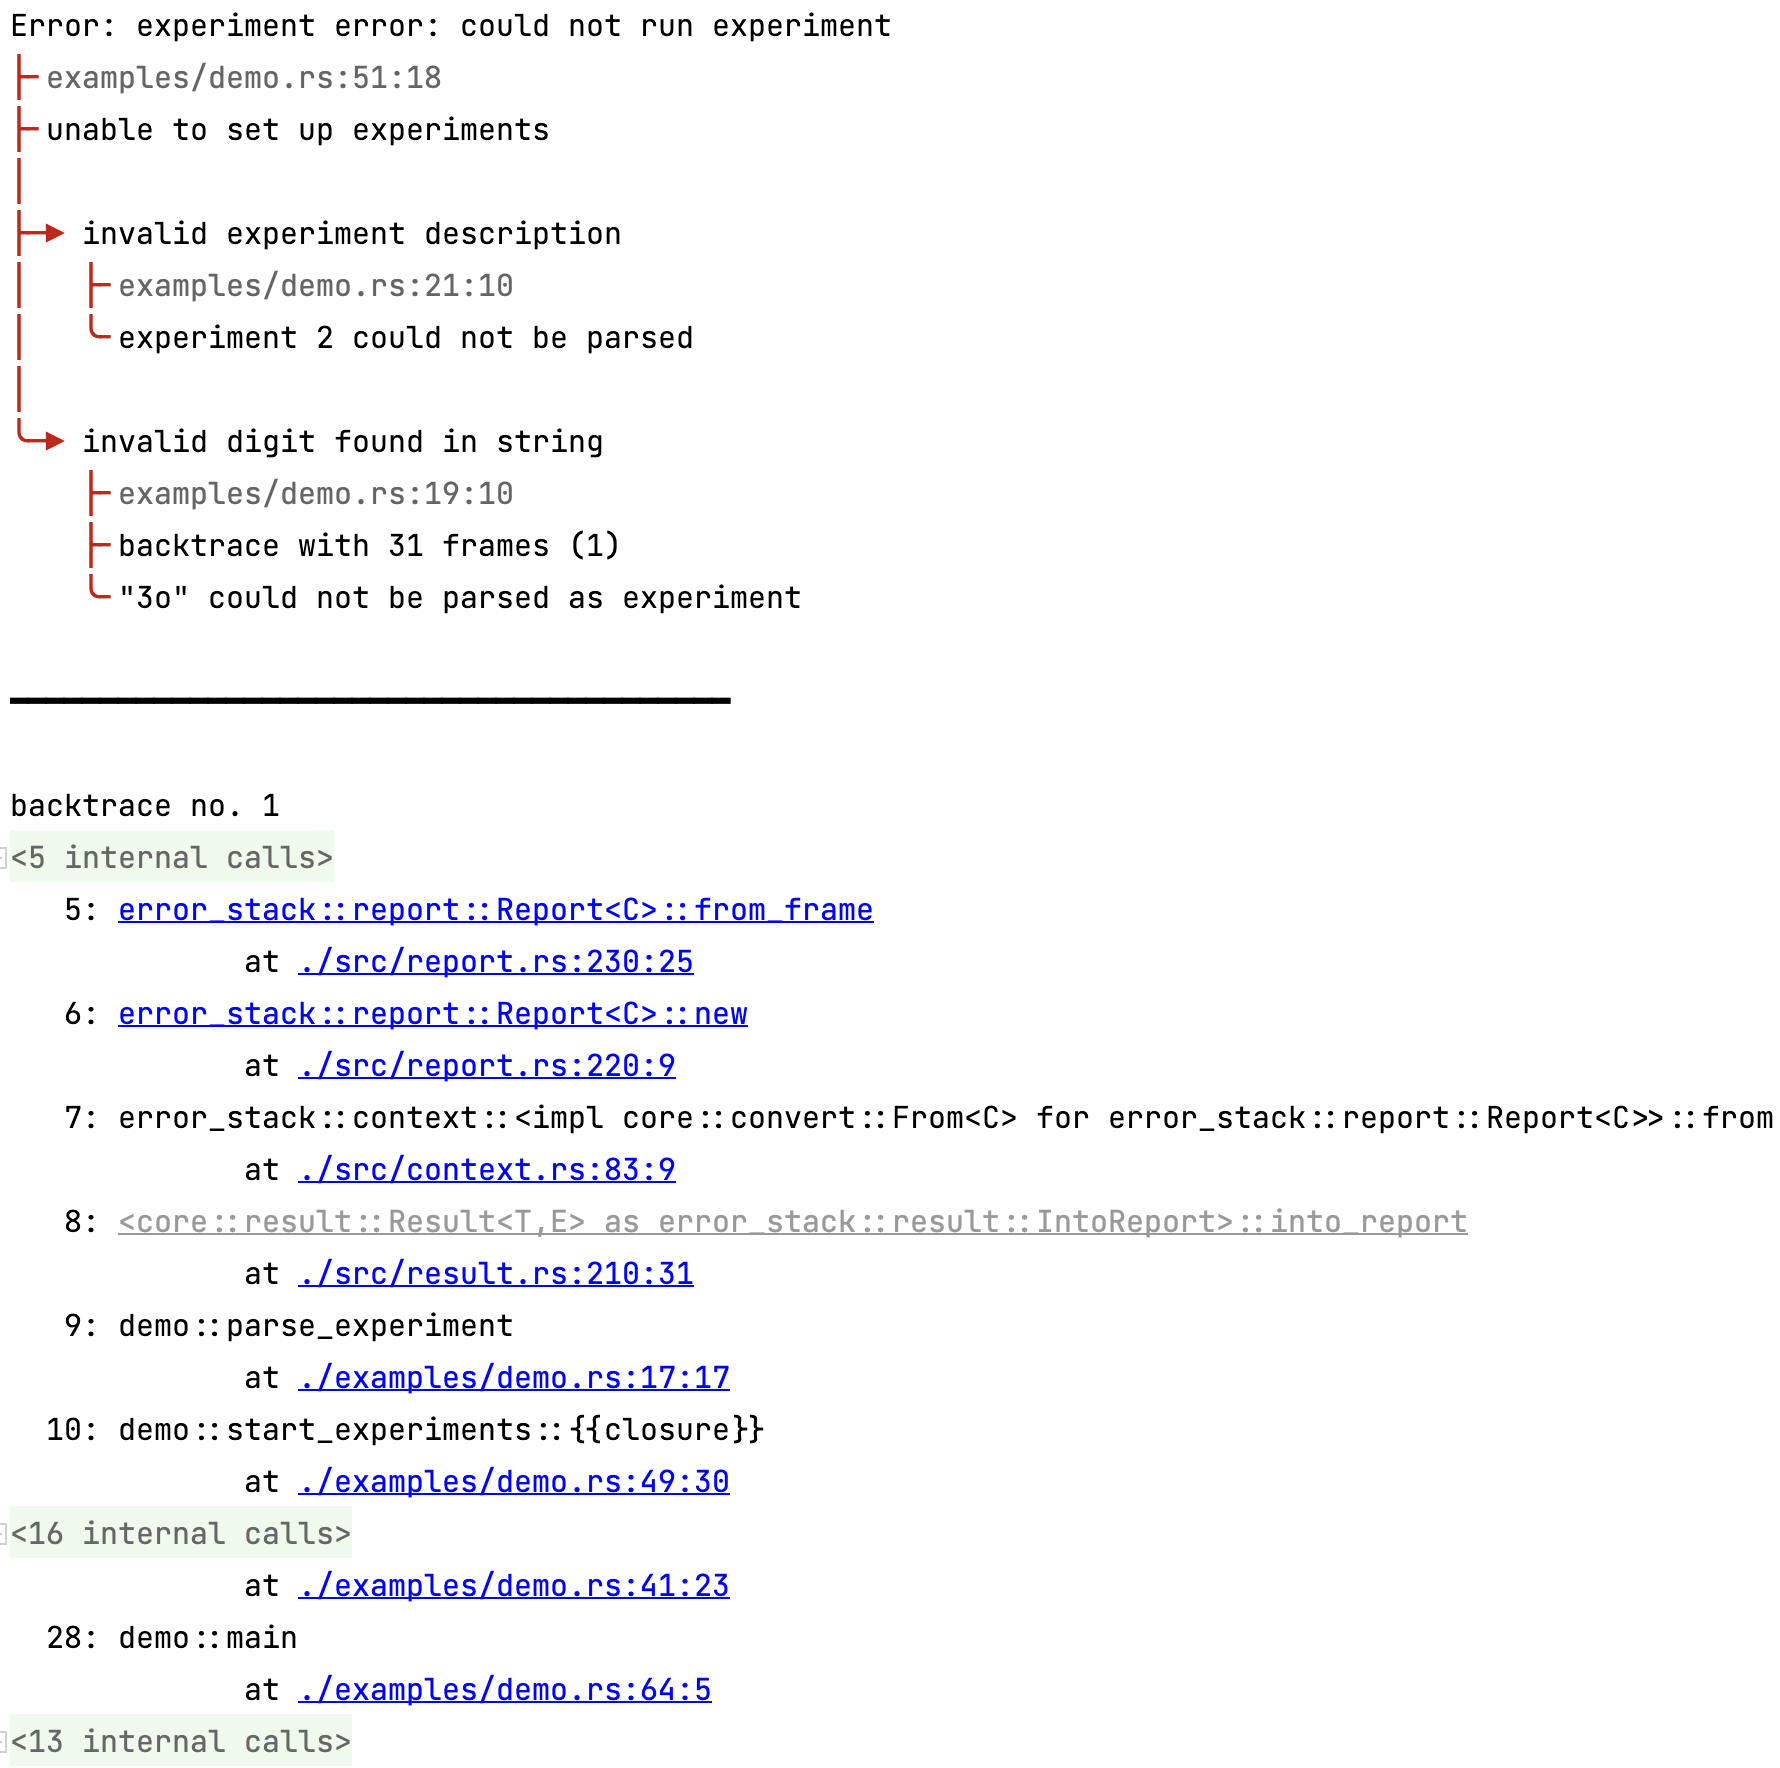 Error: experiment error: could not run experiment
examples/demo.rs:51:18
unable to set up experiments
invalid experiment description
examples/demo.rs:21:10
experiment 2 could not be parsed
invalid digit found in string
examples/demo.rs:19:10
backtrace with 31 frames (1)
"3o" could not be parsed as experiment
backtrace no. 1
<5 internal calls>
5: error_stack::report::Report<C>::from_frame
at ./src/report.rs:230:25
6: error_stack::report::Report<C>::new
at ./src/report.rs:220:9
7: error_stack::context::<impl core::convert::From<C> for error_stack::report::Report<C>>::from
at ./src/context.rs:83:9
8: <core::result::Result<T,E> as error_stack::result::IntoReport>::into_report
at ./src/result.rs:210:31
9: demo::parse_experiment
at ./examples/demo.rs:17:17
10: demo::start_experiments::{{closure}}
at ./examples/demo.rs:49:30
<16 internal calls>
at ./examples/demo.rs:41:23
28: demo::main
at ./examples/demo.rs:64:5
<13 internal calls>